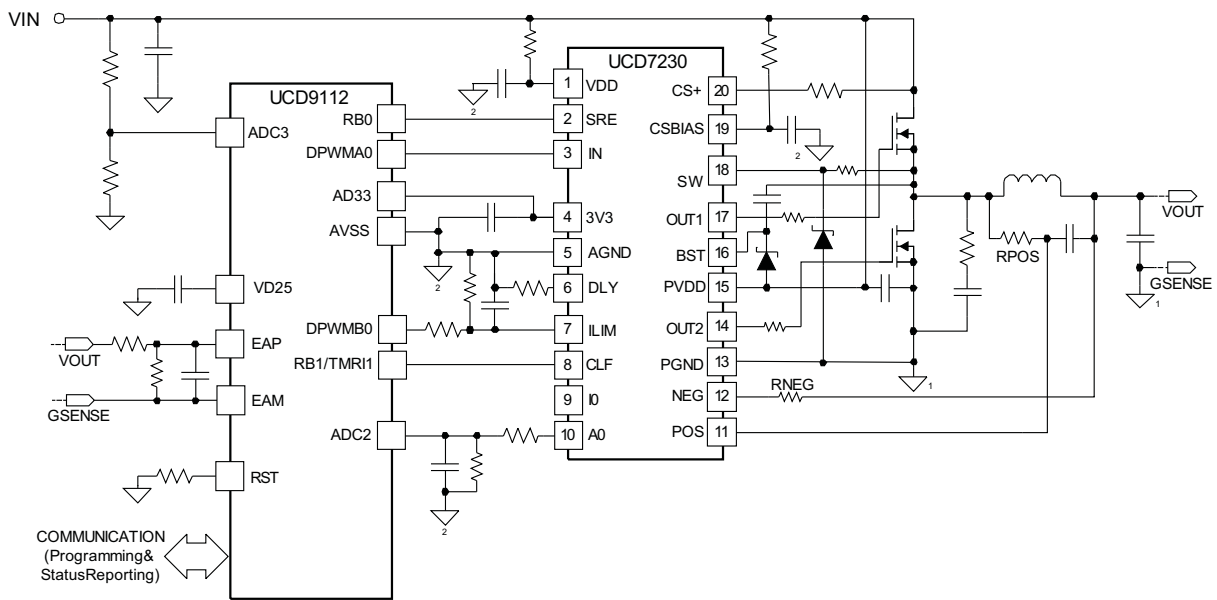 VIN
UCD7230
UCD9112
1 VDD
2 SRE
3 IN
4 3V3
5 AGND
6 DLY
7 ILIM
8 CLF
9 I0
10 A0
CS+ 20
CSBIAS 19
SW 18
OUT1 17
BST 16
PVDD 15
OUT2 14
PGND 13
NEG 12
POS 11
ADC3
VD25
EAP
EAM
RST
RB0
DPWMA0
AD33
AVSS
DPWMB0
RB1/TMRI1
ADC2
VOUT
GSENSE
2
2
2
2
RNEG
RPOS
1
VOUT
GSENSE
1
COMMUNICATION
(Programming&
StatusReporting)